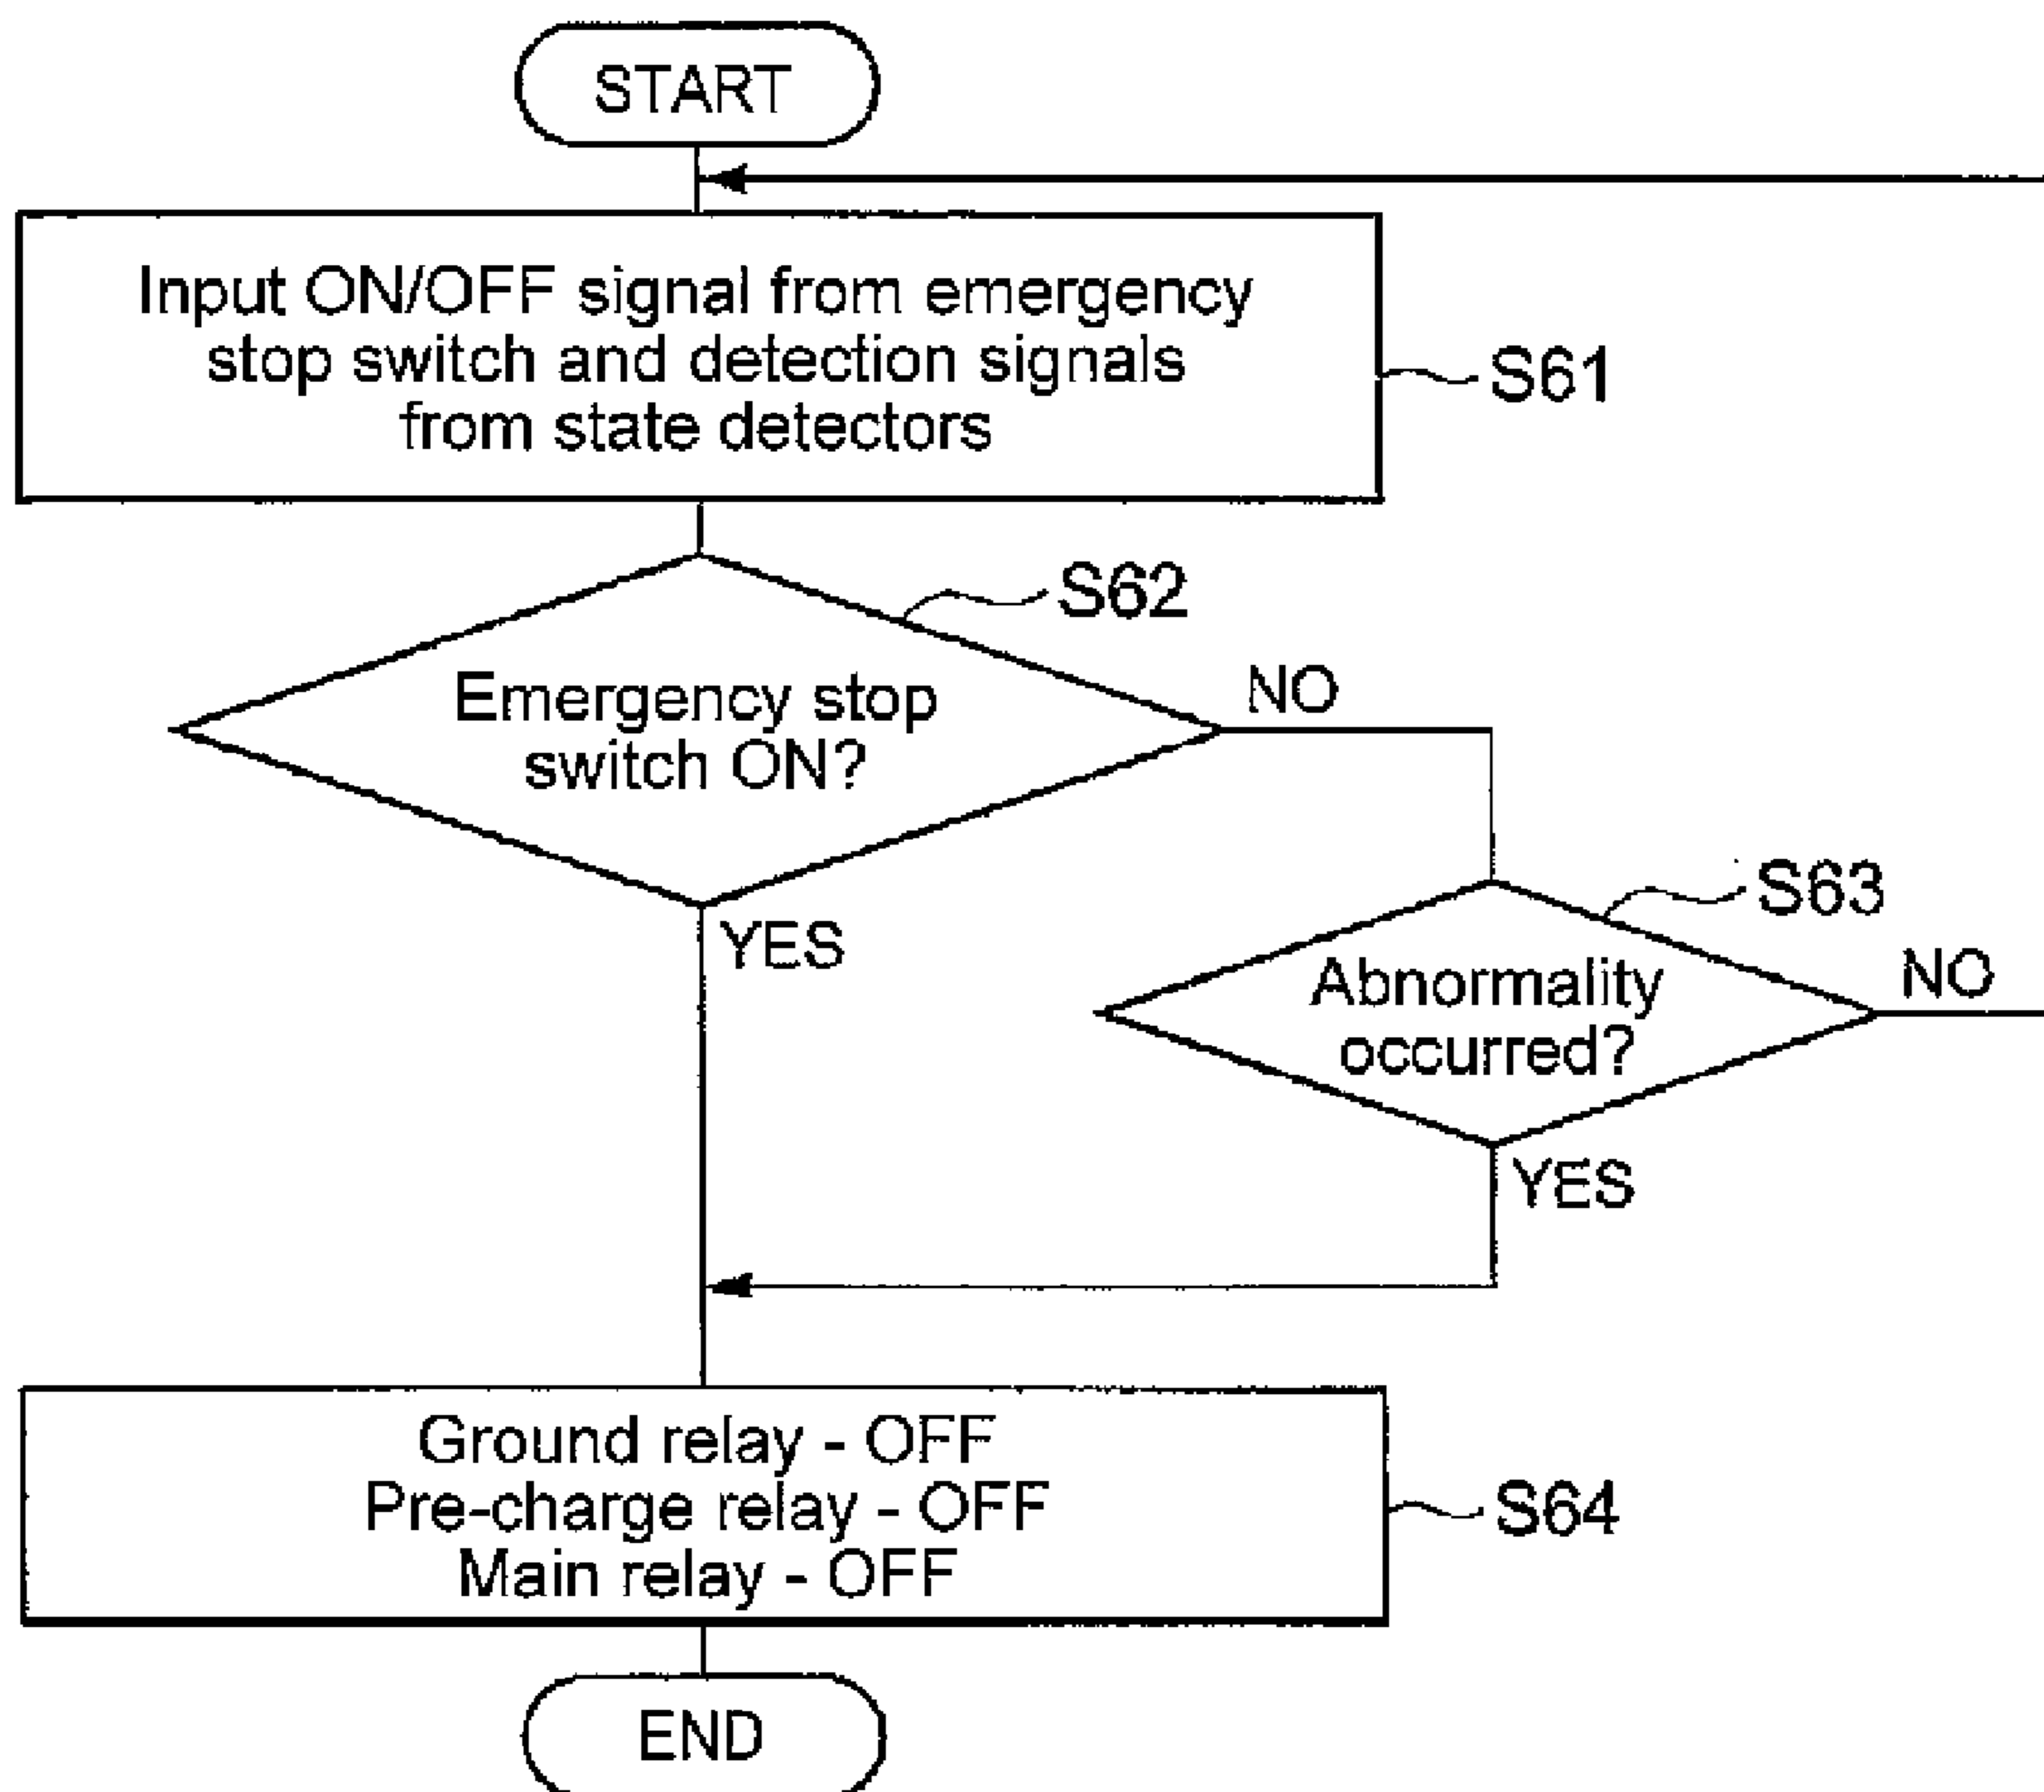 START
Input ON/OFF signal from emergency
stop switch and detection signals
from state detectors
S61
S62
Emergency stop
switch ON?
NO
YES
S63
Abnormality
occurred?
NO
YES
Ground relay - OFF
Pre-charge relay - OFF
Main relay - OFF
S64
END